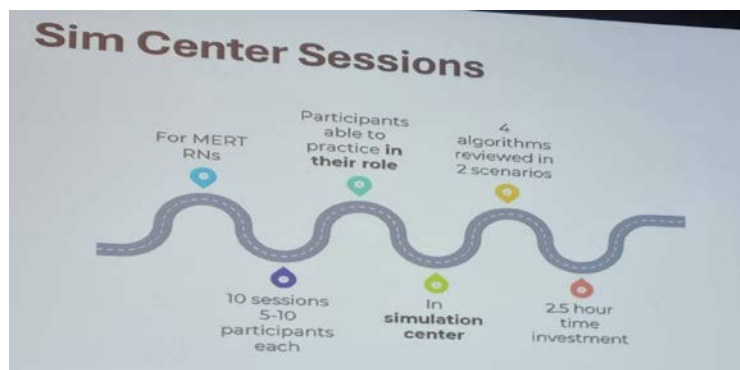 Sim Center Sessions
For MERT
RNs
10 sessions
5-10
participants
each
Participants
able to
practice in
their role
In
simulation
center
4
algorithms
reviewed in
2 scenarios
2.5 hour
time
investment